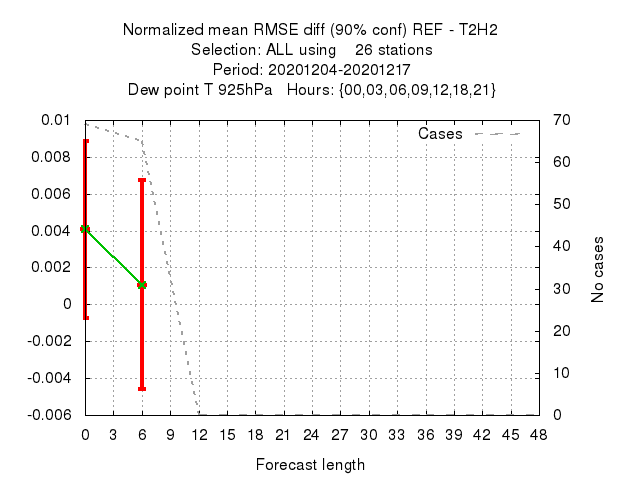 Normalized mean RMSE diff (90% conf) REF - T2H2
Selection: ALL using    26 stations
Period: 20201204-20201217
Dew point T 925hPa   Hours: {00,03,06,09,12,18,21}
Cases
0.01
0.008
0.006
0.004
0.002
0
-0.002
-0.004
-0.006
70
60
50
40
30
20
10
0
No cases
0 3 6 9 12 15 18 21 24 27 30 33 36 39 42 45 48
Forecast length